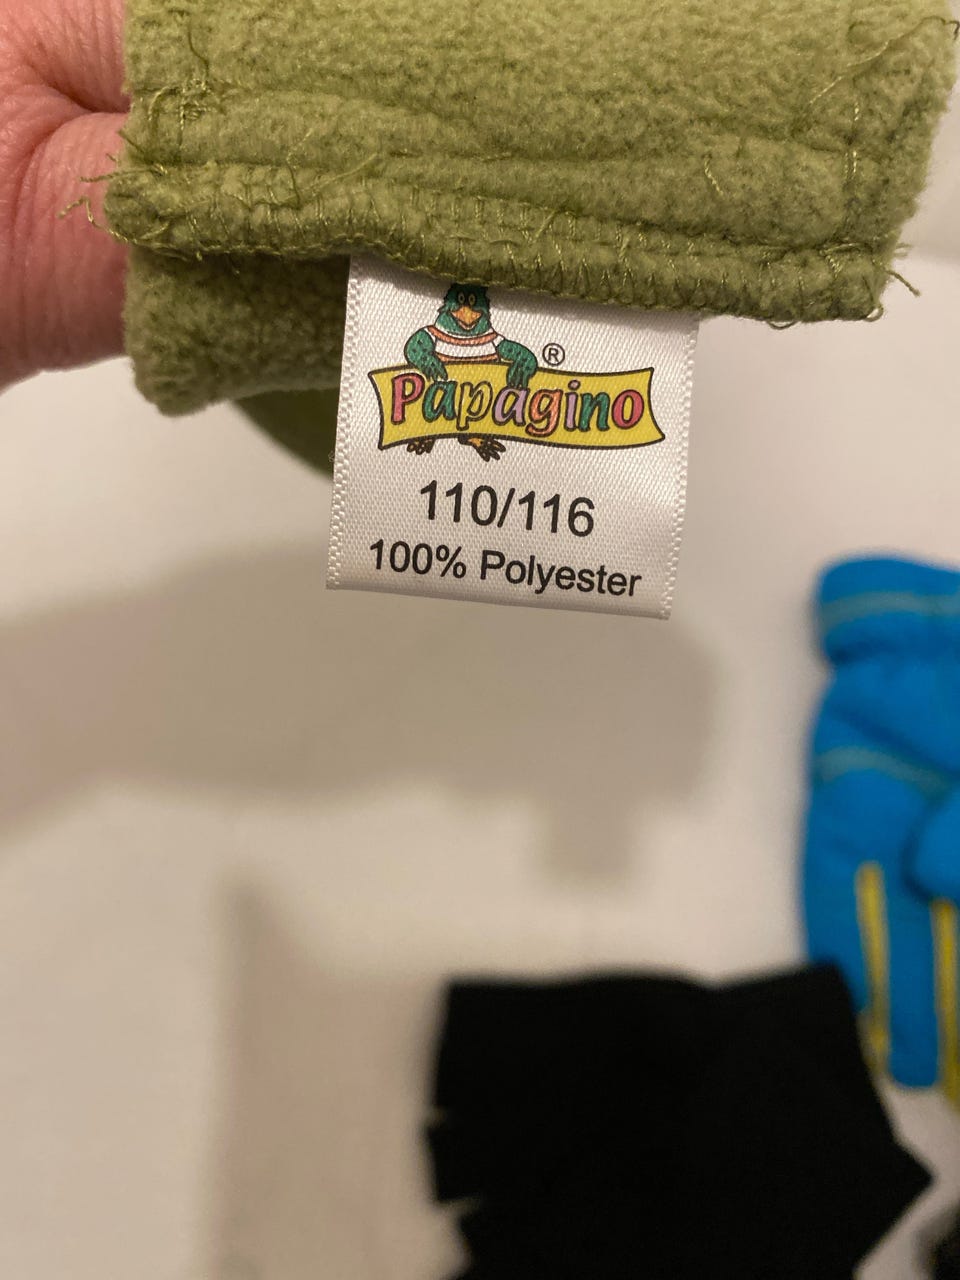 Papagino ®
110/116
100% Polyester